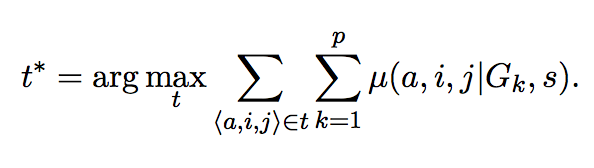 t* = arg max_t ∑_{⟨a,i,j⟩∈t} ∑_{k=1}^{p} μ(a, i, j|G_k, s).